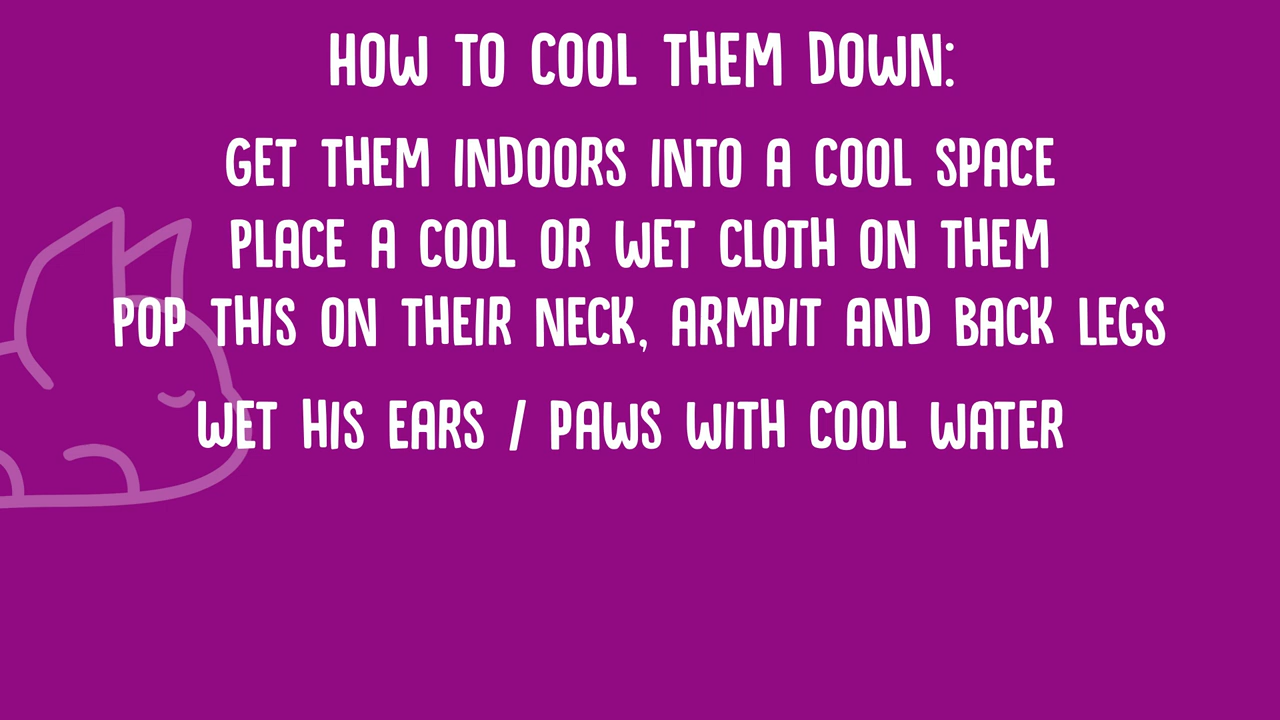 HOW TO COOL THEM DOWN:
GET THEM INDOORS INTO A COOL SPACE
PLACE A COOL OR WET CLOTH ON THEM
POP THIS ON THEIR NECK, ARMPIT AND BACK LEGS
WET HIS EARS / PAWS WITH COOL WATER